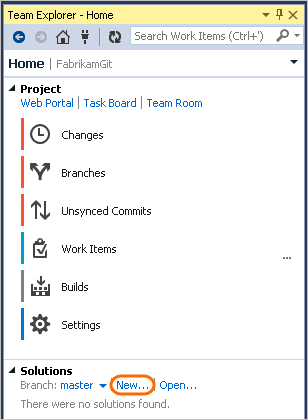 Team Explorer - Home
Search Work Items (Ctrl+')
Home | FabrikamGit
Project
Web Portal | Task Board | Team Room
Changes
Branches
Unsynced Commits
Work Items
...
Builds
Settings
Solutions
Branch: master New... Open...
There were no solutions found.